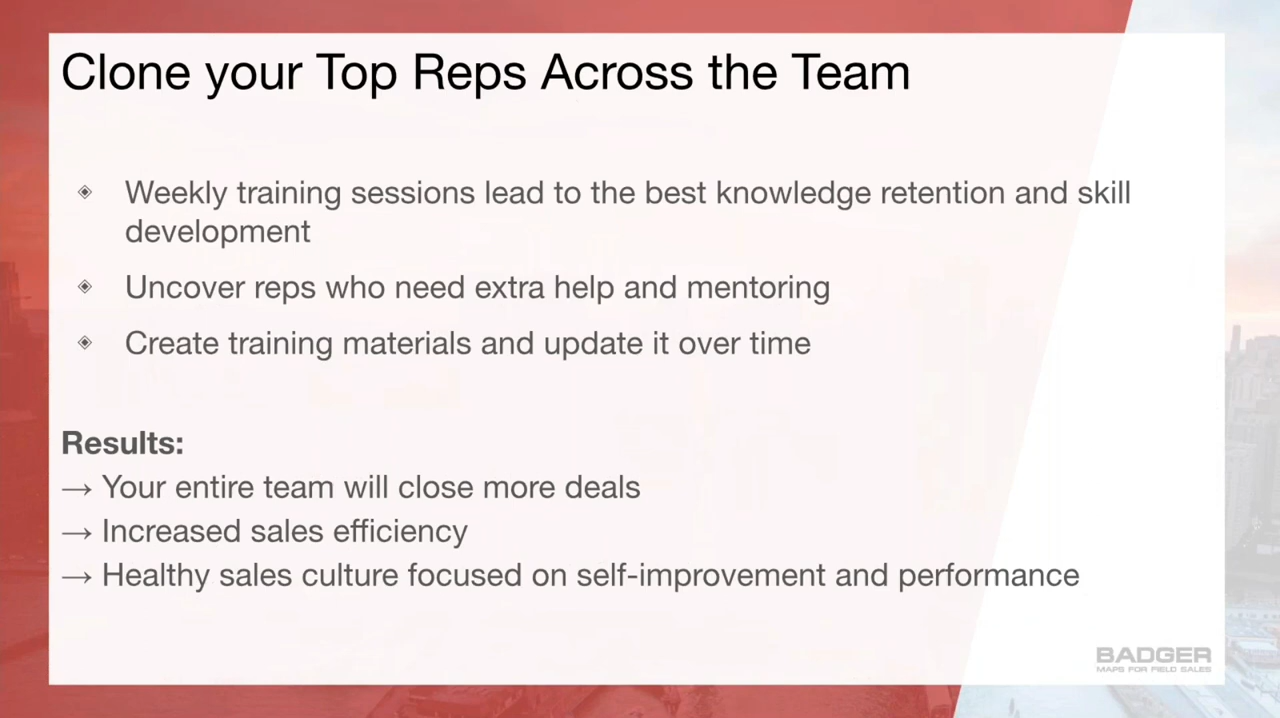 Clone your Top Reps Across the Team
◈ Weekly training sessions lead to the best knowledge retention and skill
development
◈ Uncover reps who need extra help and mentoring
◈ Create training materials and update it over time
Results:
→ Your entire team will close more deals
→ Increased sales efficiency
→ Healthy sales culture focused on self-improvement and performance
BADGER
MAPS FOR FIELD SALES